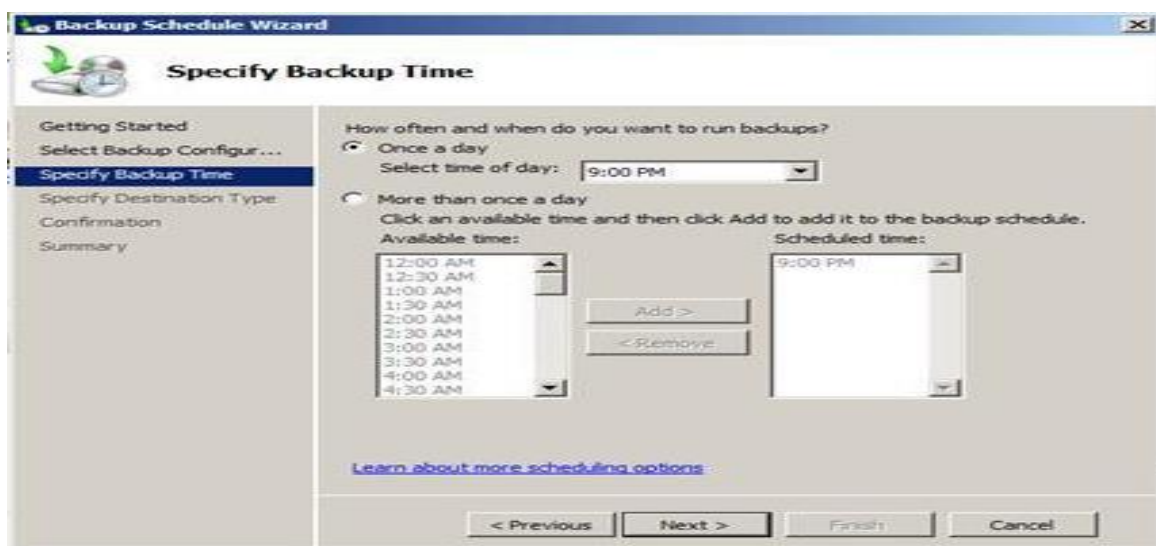 Backup Schedule Wizard
Specify Backup Time
Getting Started
Select Backup Configur...
Specify Backup Time
Specify Destination Type
Confirmation
Summary
How often and when do you want to run backups?
Once a day
Select time of day: 9:00 PM
More than once a day
Click an available time and then click Add to add it to the backup schedule.
Available time: Scheduled time:
12:00 AM 9:00 PM
12:30 AM
1:00 AM
1:30 AM
2:00 AM
2:30 AM
3:00 AM
3:30 AM
4:00 AM
4:30 AM
Add >
< Remove
Learn about more scheduling options
< Previous Next > Finish Cancel